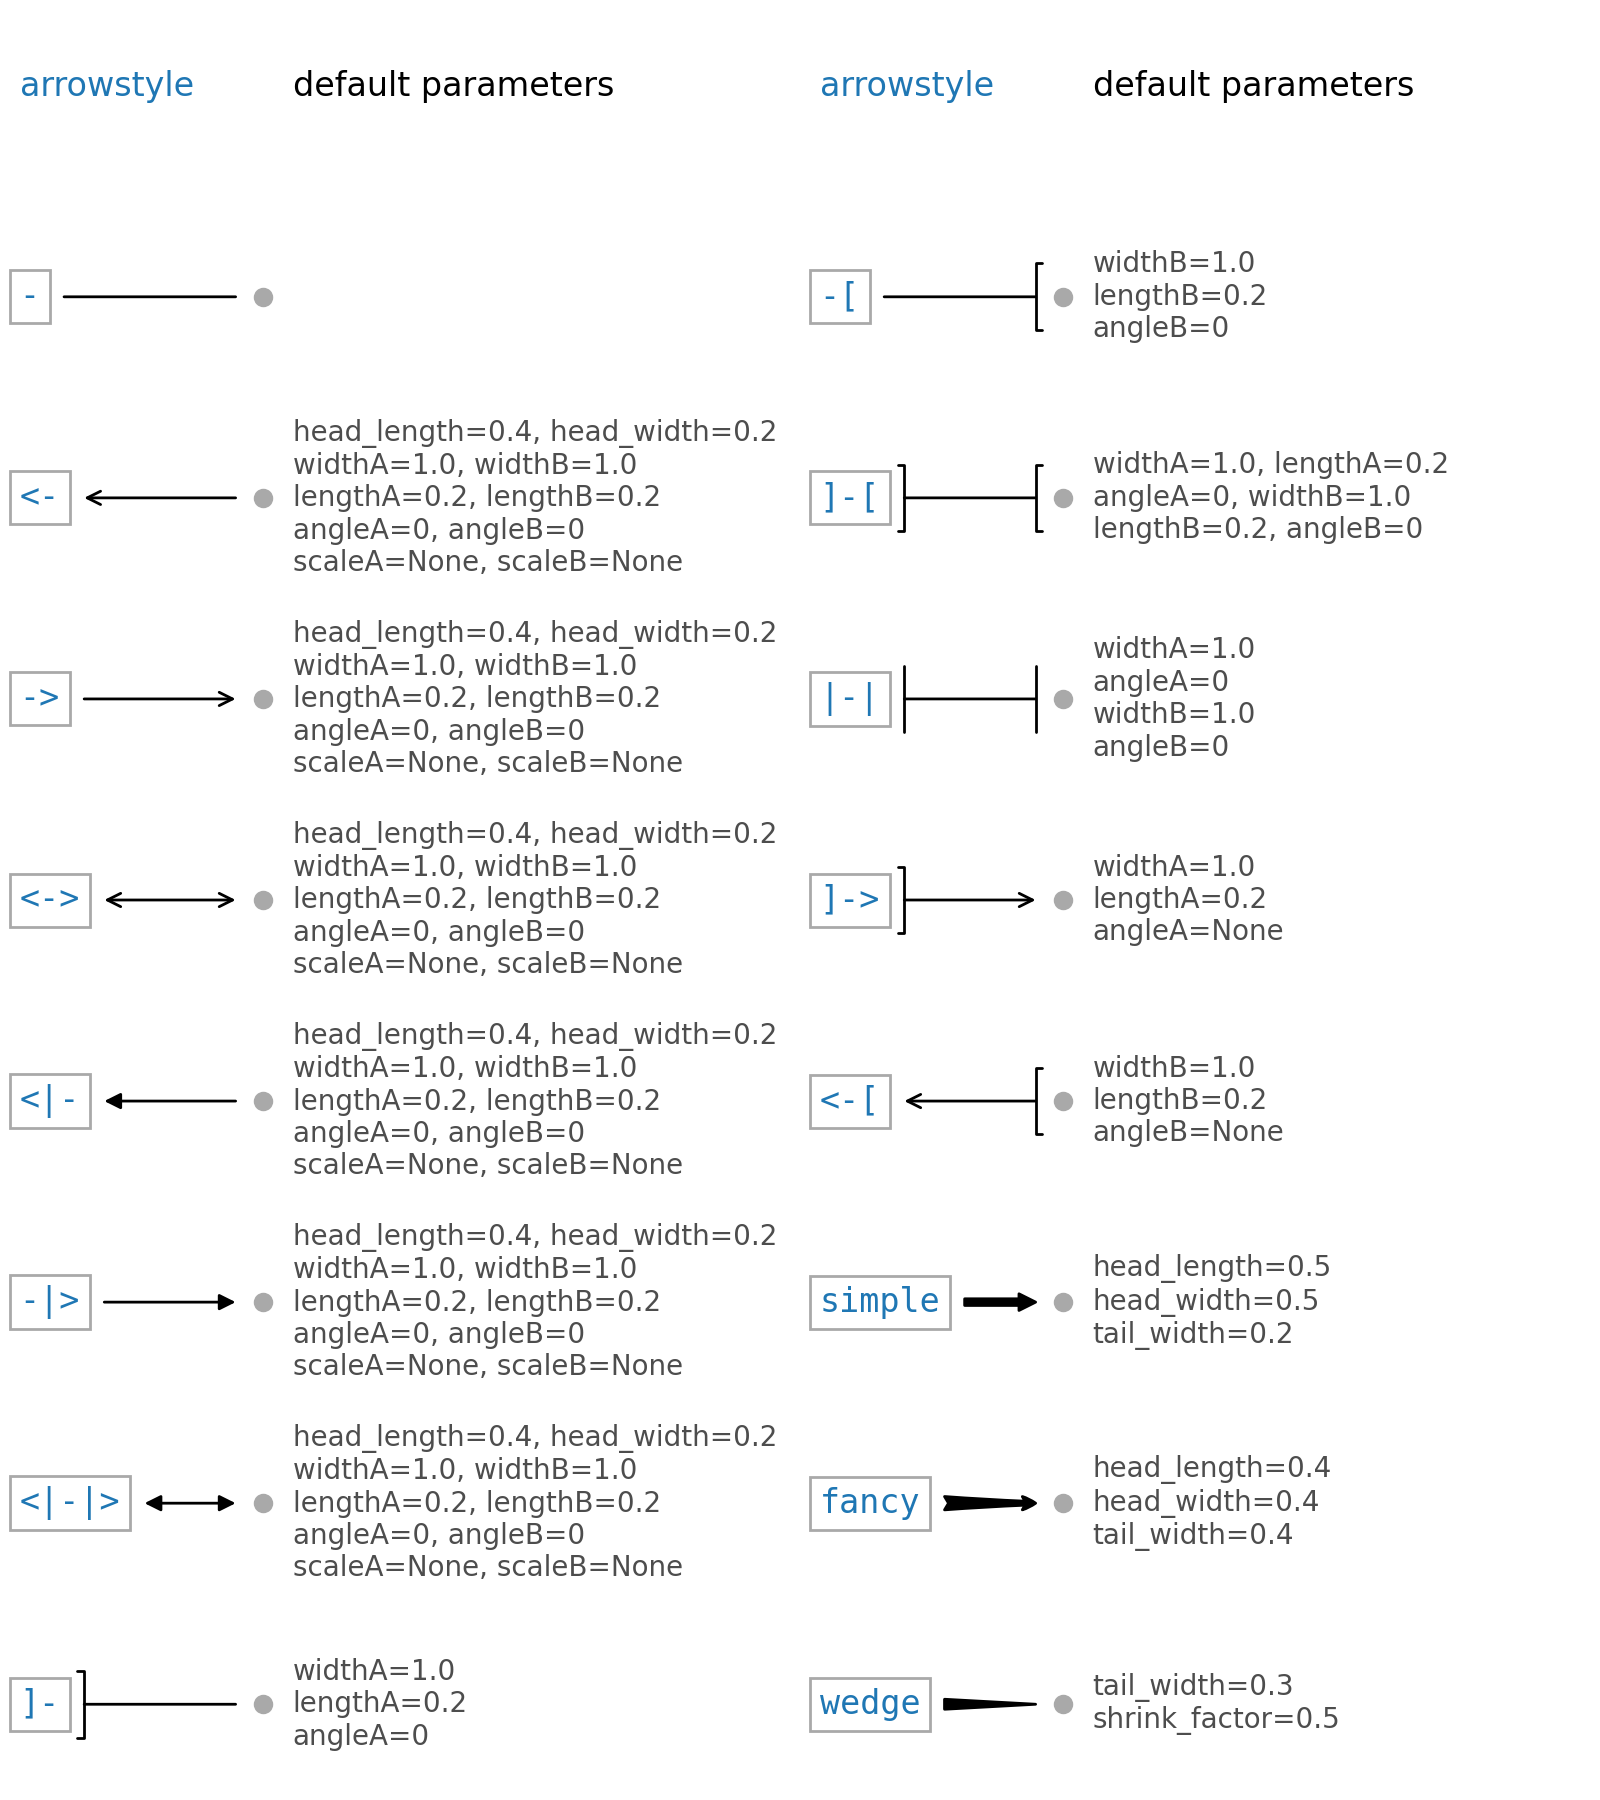 arrowstyle default parameters
-
<-
head_length=0.4, head_width=0.2
widthA=1.0, widthB=1.0
lengthA=0.2, lengthB=0.2
angleA=0, angleB=0
scaleA=None, scaleB=None
->
head_length=0.4, head_width=0.2
widthA=1.0, widthB=1.0
lengthA=0.2, lengthB=0.2
angleA=0, angleB=0
scaleA=None, scaleB=None
<->
head_length=0.4, head_width=0.2
widthA=1.0, widthB=1.0
lengthA=0.2, lengthB=0.2
angleA=0, angleB=0
scaleA=None, scaleB=None
<|-
head_length=0.4, head_width=0.2
widthA=1.0, widthB=1.0
lengthA=0.2, lengthB=0.2
angleA=0, angleB=0
scaleA=None, scaleB=None
-|>
head_length=0.4, head_width=0.2
widthA=1.0, widthB=1.0
lengthA=0.2, lengthB=0.2
angleA=0, angleB=0
scaleA=None, scaleB=None
<|-|>
head_length=0.4, head_width=0.2
widthA=1.0, widthB=1.0
lengthA=0.2, lengthB=0.2
angleA=0, angleB=0
scaleA=None, scaleB=None
]-
widthA=1.0
lengthA=0.2
angleA=0
arrowstyle default parameters
-[
widthB=1.0
lengthB=0.2
angleB=0
]-[
widthA=1.0, lengthA=0.2
angleA=0, widthB=1.0
lengthB=0.2, angleB=0
|-|
widthA=1.0
angleA=0
widthB=1.0
angleB=0
]->
widthA=1.0
lengthA=0.2
angleA=None
<-[
widthB=1.0
lengthB=0.2
angleB=None
simple
head_length=0.5
head_width=0.5
tail_width=0.2
fancy
head_length=0.4
head_width=0.4
tail_width=0.4
wedge
tail_width=0.3
shrink_factor=0.5